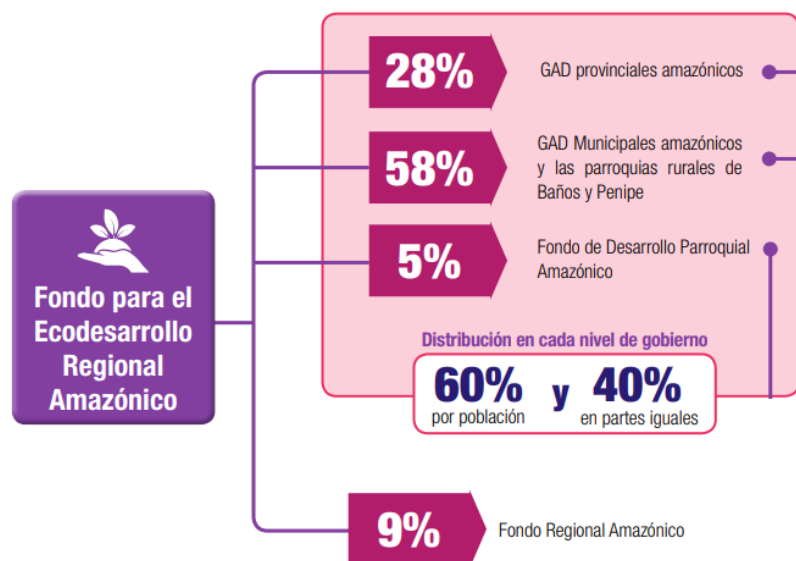 Fondo para el
Ecodesarrollo
Regional
Amazónico
28%
GAD provinciales amazónicos
58%
GAD Municipales amazónicos
y las parroquias rurales de
Baños y Penipe
5%
Fondo de Desarrollo Parroquial
Amazónico
Distribución en cada nivel de gobierno
60% y 40%
por población en partes iguales
9%
Fondo Regional Amazónico